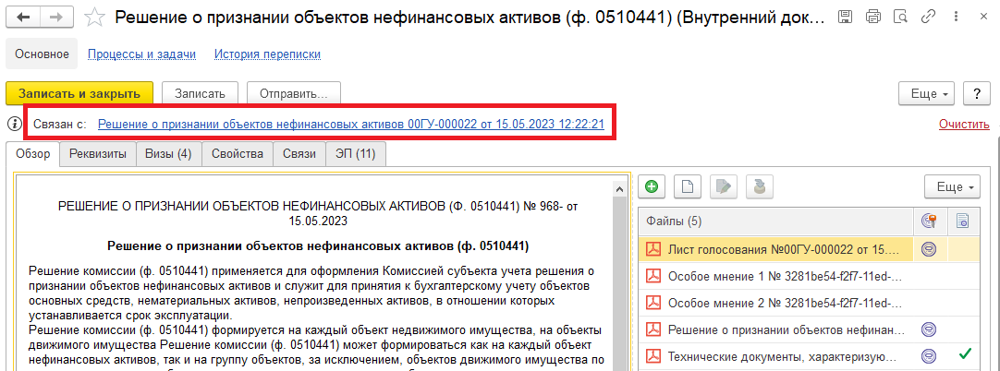 Решение о признании объектов нефинансовых активов (ф. 0510441) (Внутренний док...
Основное Процессы и задачи История переписки
Записать и закрыть Записать Отправить... Еще ?
Связан с: Решение о признании объектов нефинансовых активов 00ГУ-000022 от 15.05.2023 12:22:21 Очистить
Обзор Реквизиты Визы (4) Свойства Связи ЭП (11)
Еще
РЕШЕНИЕ О ПРИЗНАНИИ ОБЪЕКТОВ НЕФИНАНСОВЫХ АКТИВОВ (Ф. 0510441) № 968- от
15.05.2023
Решение о признании объектов нефинансовых активов (ф. 0510441)
Решение комиссии (ф. 0510441) применяется для оформления Комиссией субъекта учета решения о
признании объектов нефинансовых активов и служит для принятия к бухгалтерскому учету объектов
основных средств, нематериальных активов, непроизведенных активов, в отношении которых
устанавливается срок эксплуатации.
Решение комиссии (ф. 0510441) формируется на каждый объект недвижимого имущества, на объекты
движимого имущества Решение комиссии (ф. 0510441) может формироваться как на каждый объект
нефинансовых активов, так и на группу объектов, за исключением, объектов движимого имущества по
Файлы (5)
Лист голосования №00ГУ-000022 от 15....
Особое мнение 1 № 3281be54-f2f7-11ed-...
Особое мнение 2 № 3281be54-f2f7-11ed-...
Решение о признании объектов нефинан...
Технические документы, характеризую...